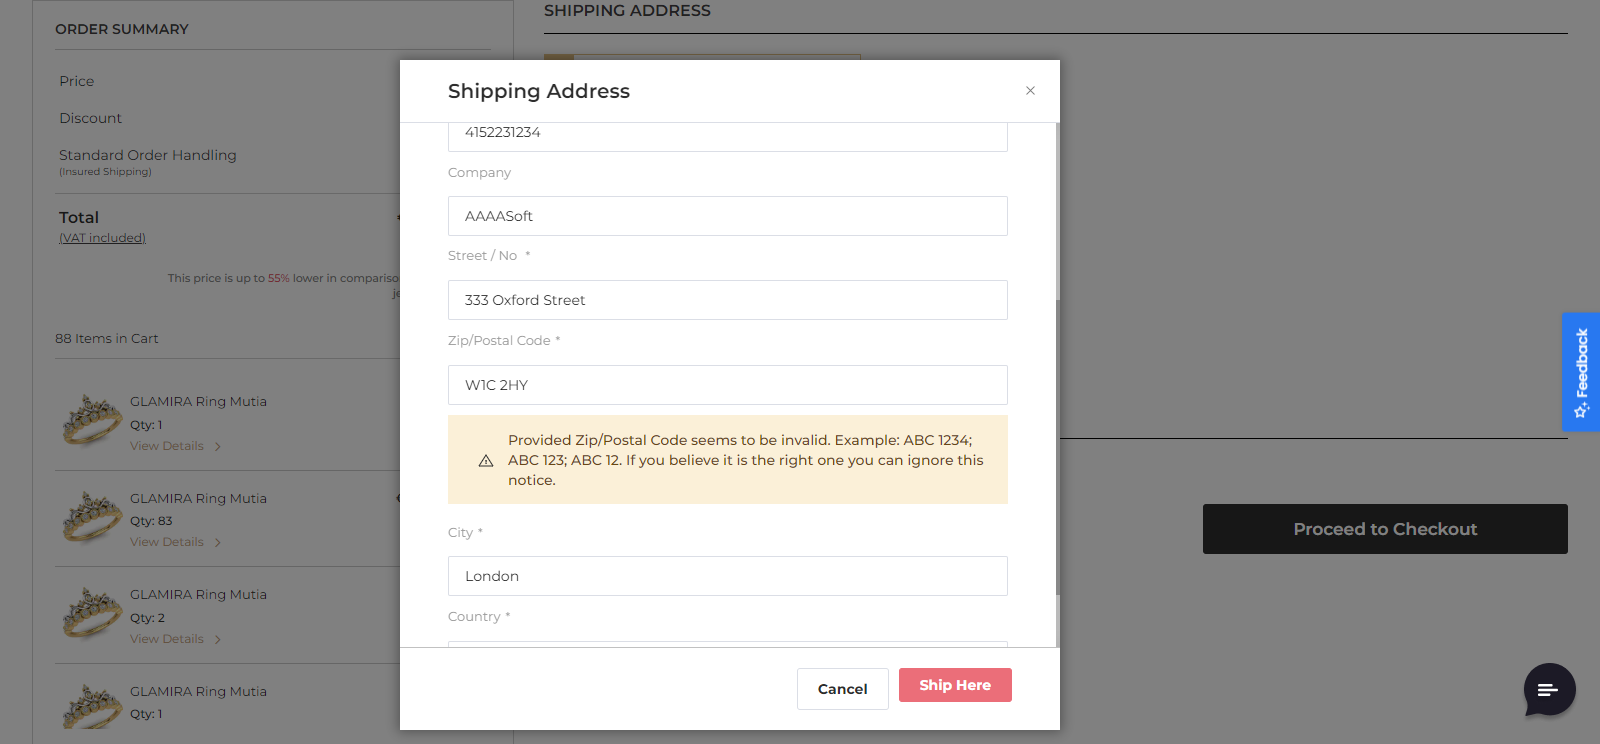 ORDER SUMMARY
Price
Discount
Standard Order Handling
(Insured Shipping)
Total
(VAT included)
This price is up to 55% lower in
88 Items in Cart
GLAMIRA Ring Mutia
Qty: 1
View Details
GLAMIRA Ring Mutia
Qty: 83
View Details
GLAMIRA Ring Mutia
Qty: 2
View Details
GLAMIRA Ring Mutia
Qty: 1
SHIPPING ADDRESS
Shipping Address
4152231234
Company
AAAASoft
Street / No *
333 Oxford Street
Zip/Postal Code *
W1C 2HY
Provided Zip/Postal Code seems to be invalid. Example: ABC 1234;
ABC 123; ABC 12. If you believe it is the right one you can ignore this
notice.
City *
London
Country *
Cancel
Ship Here
Proceed to Checkout
Feedback